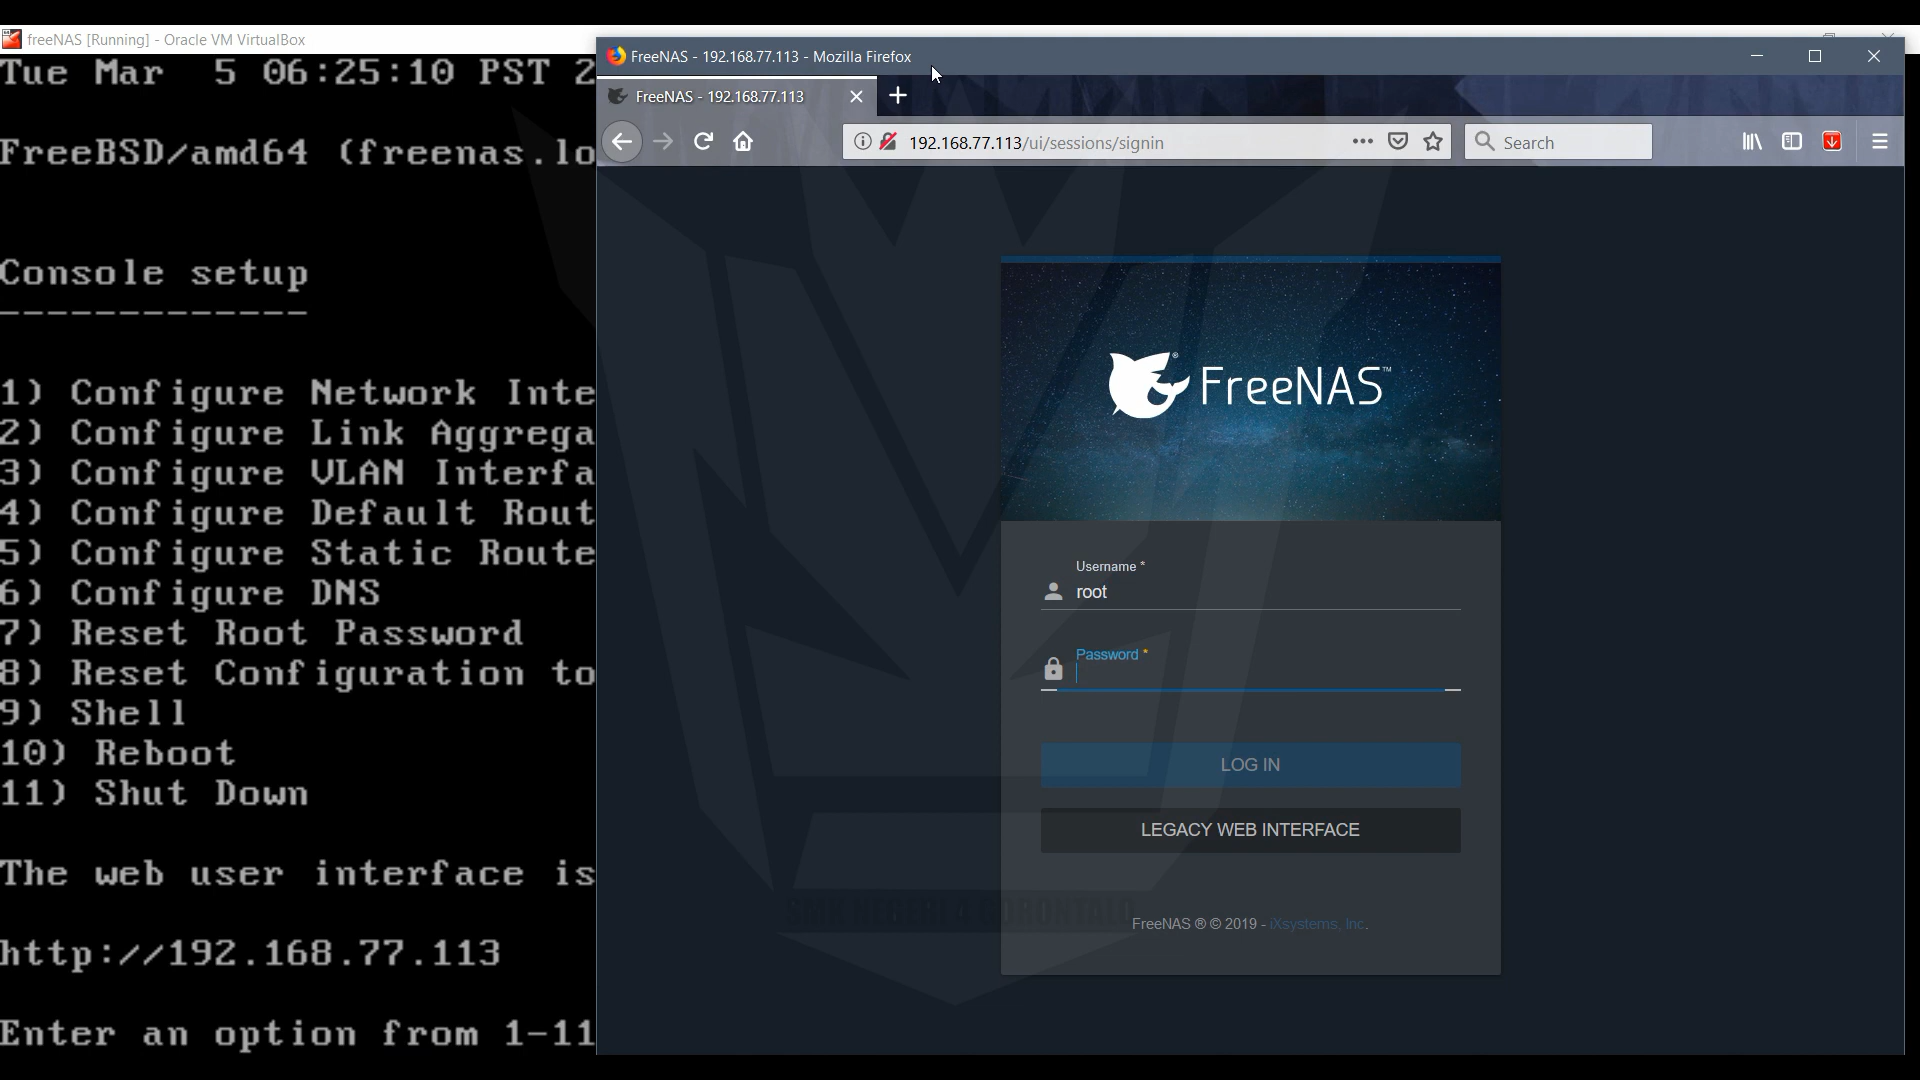 freeNAS [Running] - Oracle VM VirtualBox
Tue Mar 5 06:25:10 PST 2
FreeBSD/amd64 (freenas.lo
Console setup
-------------
1) Configure Network Inte
2) Configure Link Aggrega
3) Configure VLAN Interfa
4) Configure Default Rout
5) Configure Static Route
6) Configure DNS
7) Reset Root Password
8) Reset Configuration to
9) Shell
10) Reboot
11) Shut Down
The web user interface is
http://192.168.77.113
Enter an option from 1-11
FreeNAS - 192.168.77.113 - Mozilla Firefox
FreeNAS - 192.168.77.113
192.168.77.113/ui/sessions/signin
Search
FreeNAS™
Username *
root
Password *
LOG IN
LEGACY WEB INTERFACE
FreeNAS ® © 2019 - iXsystems, Inc.